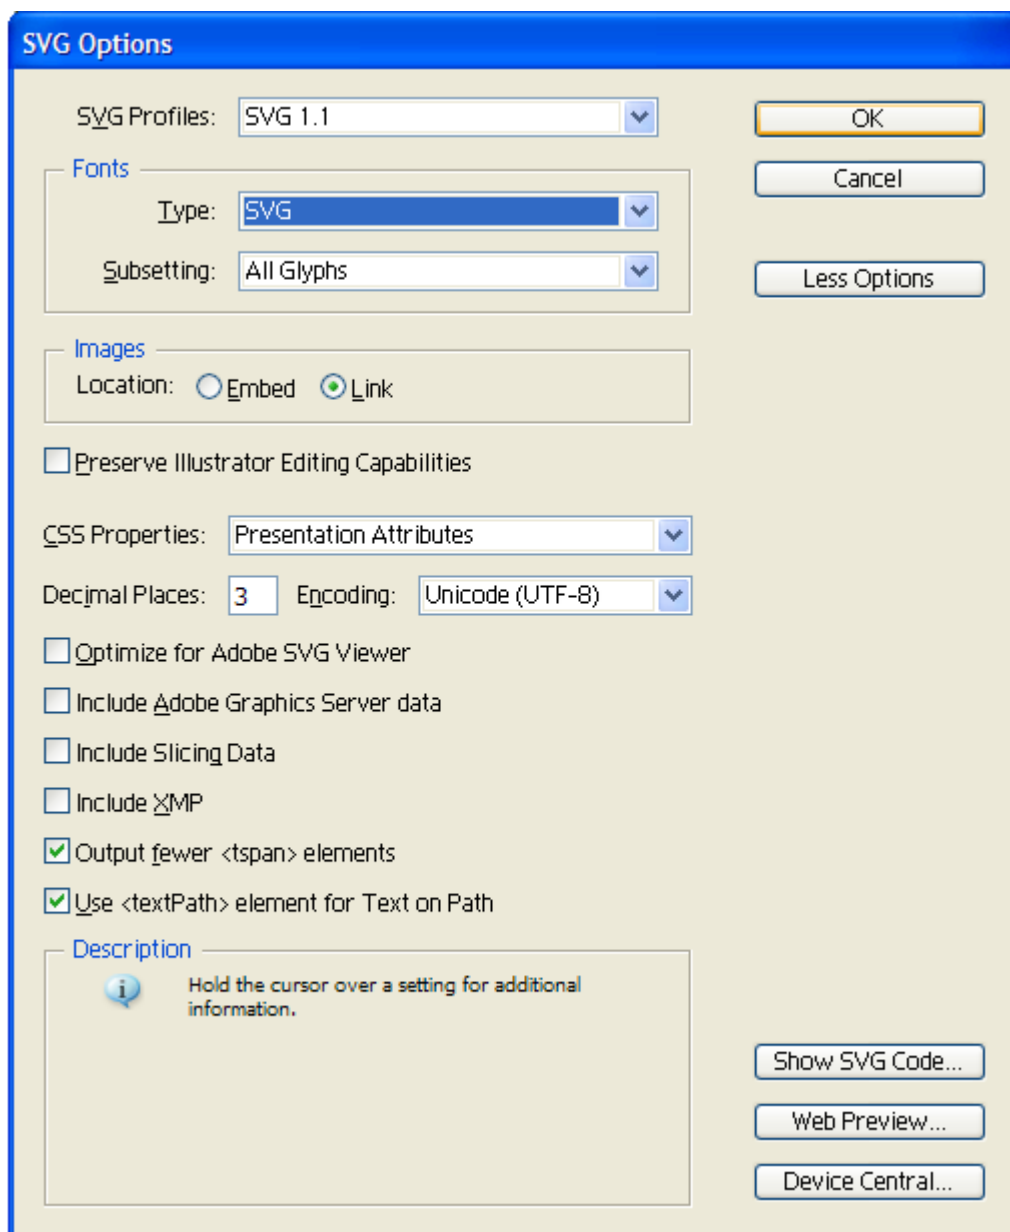 SVG Options
SVG Profiles: SVG 1.1
OK
Fonts
Cancel
Type: SVG
Subsetting: All Glyphs
Less Options
Images
Location: Embed Link
Preserve Illustrator Editing Capabilities
CSS Properties: Presentation Attributes
Decimal Places: 3 Encoding: Unicode (UTF-8)
Optimize for Adobe SVG Viewer
Include Adobe Graphics Server data
Include Slicing Data
Include XMP
Output fewer <tspan> elements
Use <textPath> element for Text on Path
Description
Hold the cursor over a setting for additional
information.
Show SVG Code...
Web Preview...
Device Central...